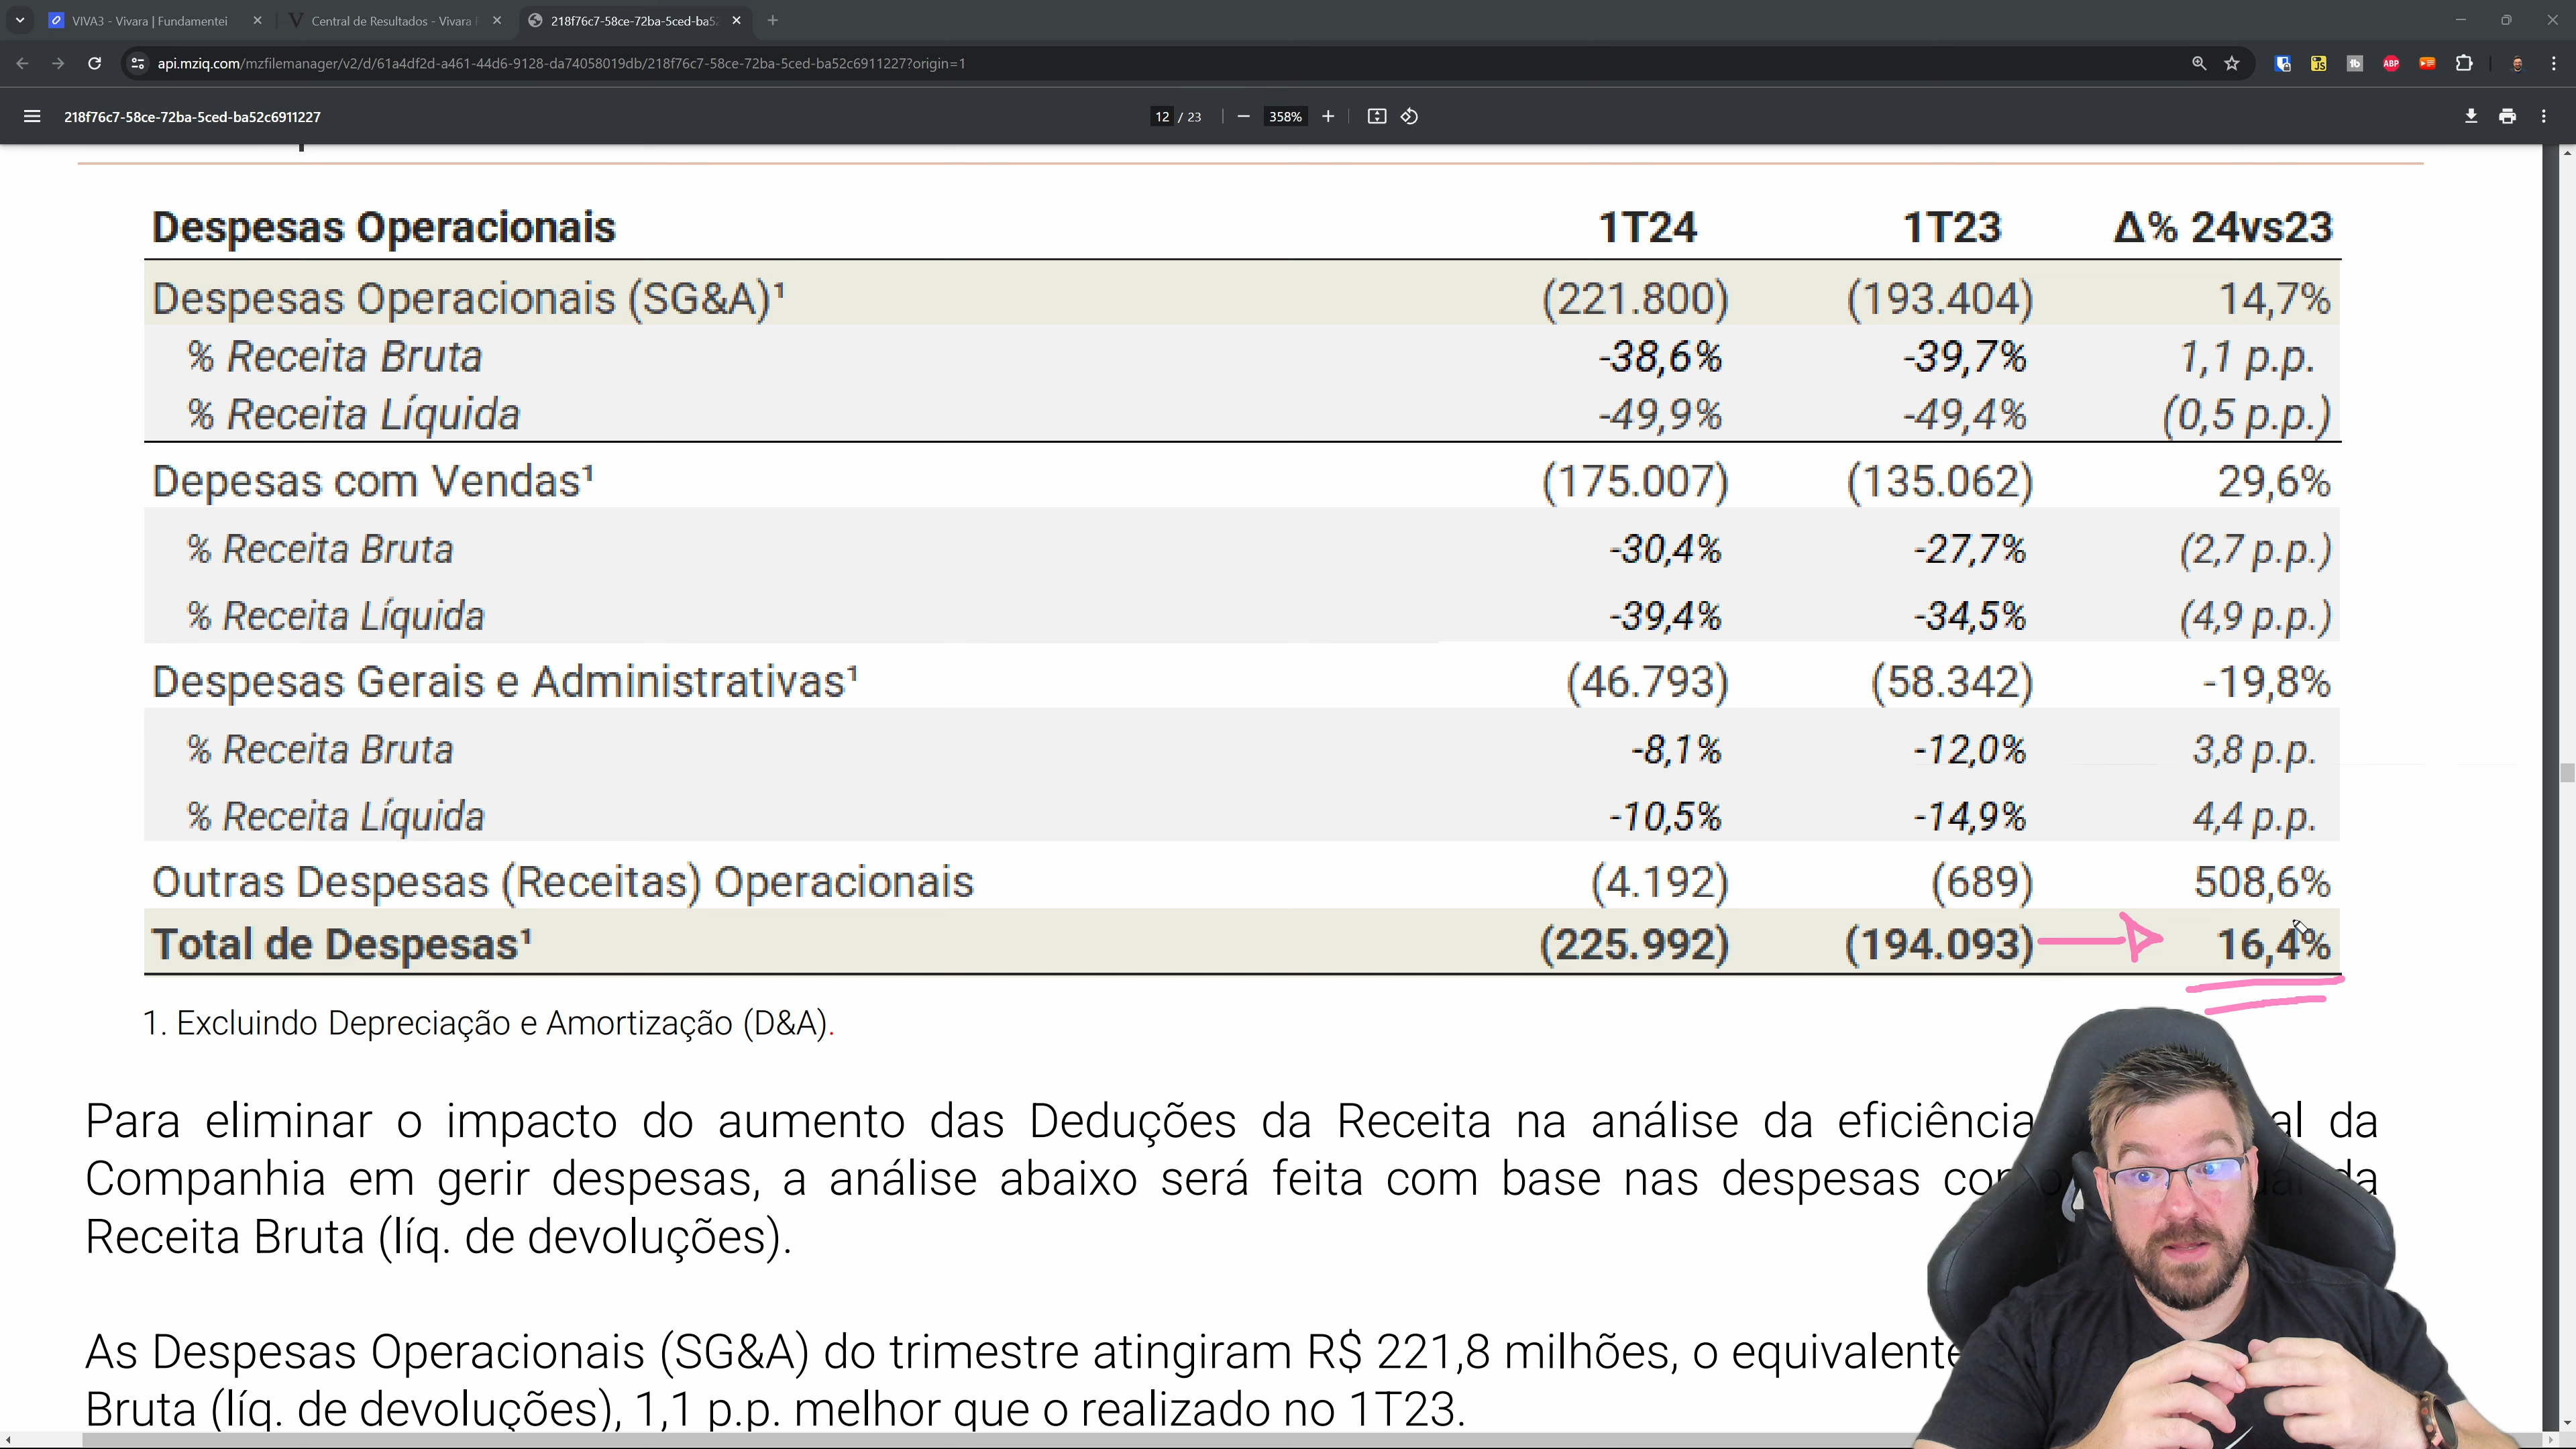 VIVA3 - Vivara | Fundamentei
Central de Resultados - Vivara
218f76c7-58ce-72ba-5ced-ba5
api.mziq.com/mzfilemanager/v2/d/61a4df2d-a461-44d6-9128-da74058019db/218f76c7-58ce-72ba-5ced-ba52c6911227?origin=1
218f76c7-58ce-72ba-5ced-ba52c6911227
12 / 23
358%
Despesas Operacionais 1T24 1T23 Δ% 24vs23
Despesas Operacionais (SG&A)¹ (221.800) (193.404) 14,7%
% Receita Bruta -38,6% -39,7% 1,1 p.p.
% Receita Líquida -49,9% -49,4% (0,5 p.p.)
Depesas com Vendas¹ (175.007) (135.062) 29,6%
% Receita Bruta -30,4% -27,7% (2,7 p.p.)
% Receita Líquida -39,4% -34,5% (4,9 p.p.)
Despesas Gerais e Administrativas¹ (46.793) (58.342) -19,8%
% Receita Bruta -8,1% -12,0% 3,8 p.p.
% Receita Líquida -10,5% -14,9% 4,4 p.p.
Outras Despesas (Receitas) Operacionais (4.192) (689) 508,6%
Total de Despesas¹ (225.992) (194.093) 16,4%
1. Excluindo Depreciação e Amortização (D&A).
Para eliminar o impacto do aumento das Deduções da Receita na análise da eficiência da
Companhia em gerir despesas, a análise abaixo será feita com base nas despesas da
Receita Bruta (líq. de devoluções).
As Despesas Operacionais (SG&A) do trimestre atingiram R$ 221,8 milhões, o equivalente
Bruta (líq. de devoluções), 1,1 p.p. melhor que o realizado no 1T23.